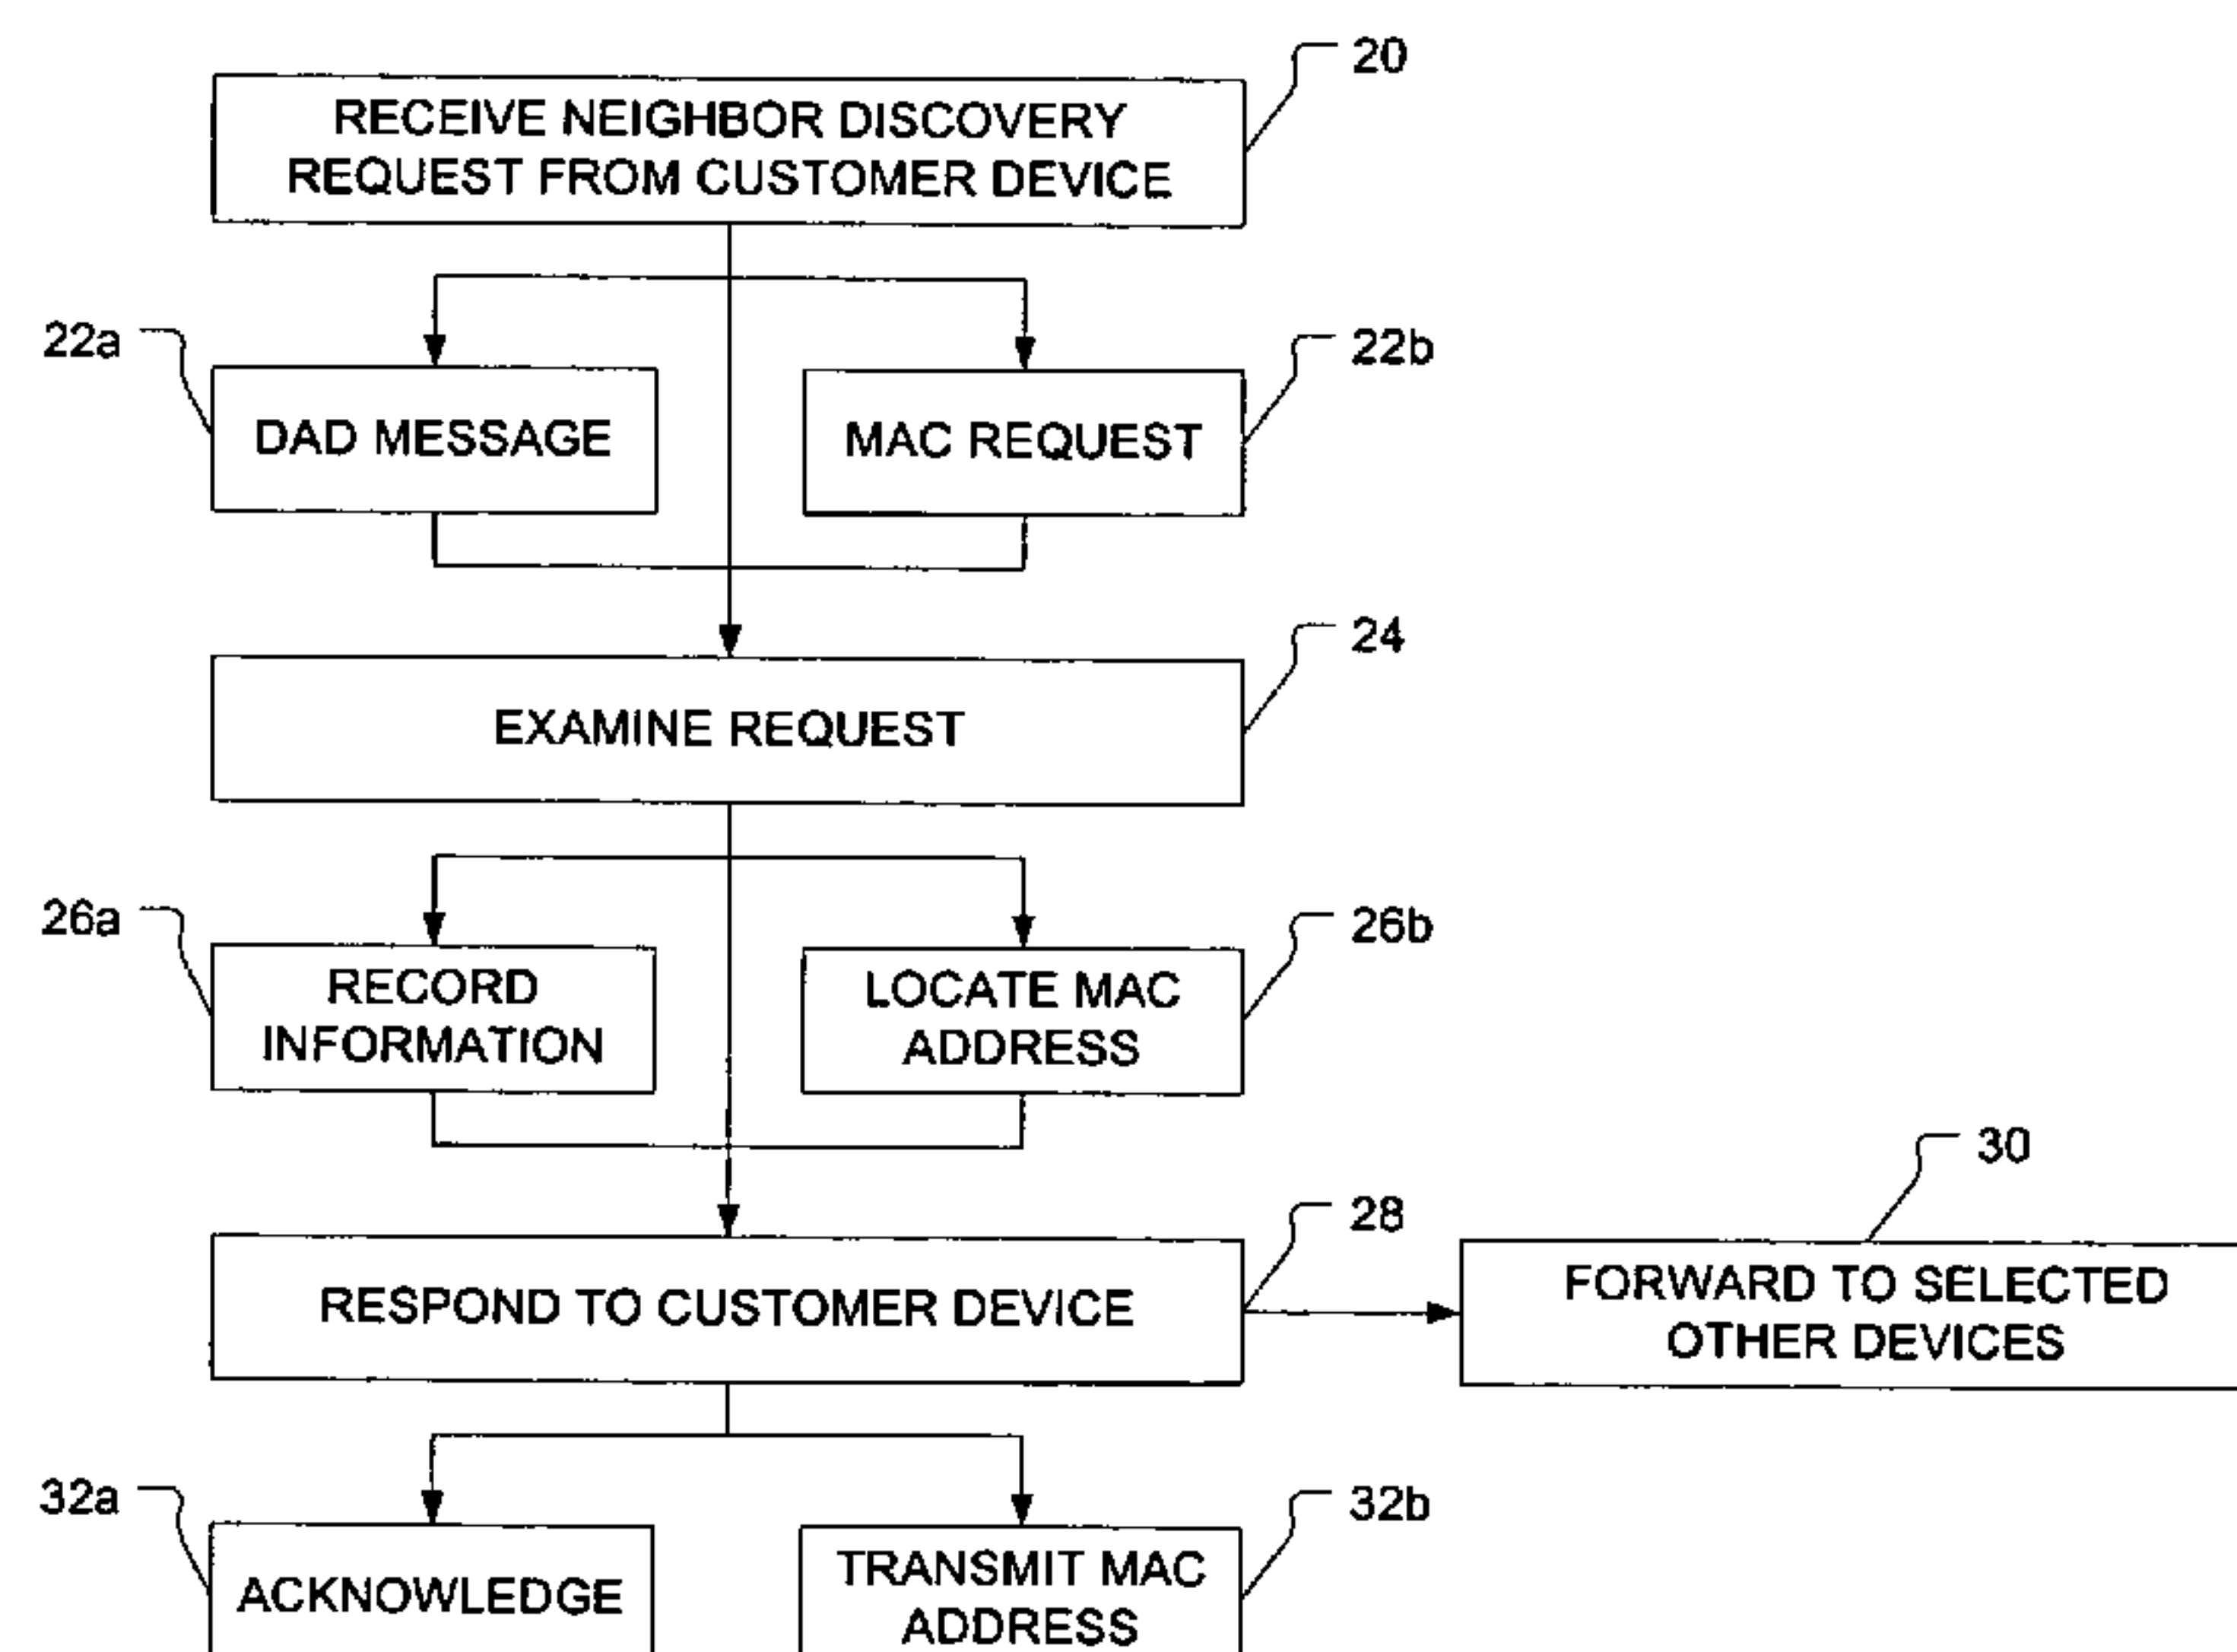 20
RECEIVE NEIGHBOR DISCOVERY
REQUEST FROM CUSTOMER DEVICE
22a
22b
DAD MESSAGE
MAC REQUEST
24
EXAMINE REQUEST
26a
26b
RECORD
INFORMATION
LOCATE MAC
ADDRESS
30
28
RESPOND TO CUSTOMER DEVICE
FORWARD TO SELECTED
OTHER DEVICES
32a
32b
ACKNOWLEDGE
TRANSMIT MAC
ADDRESS